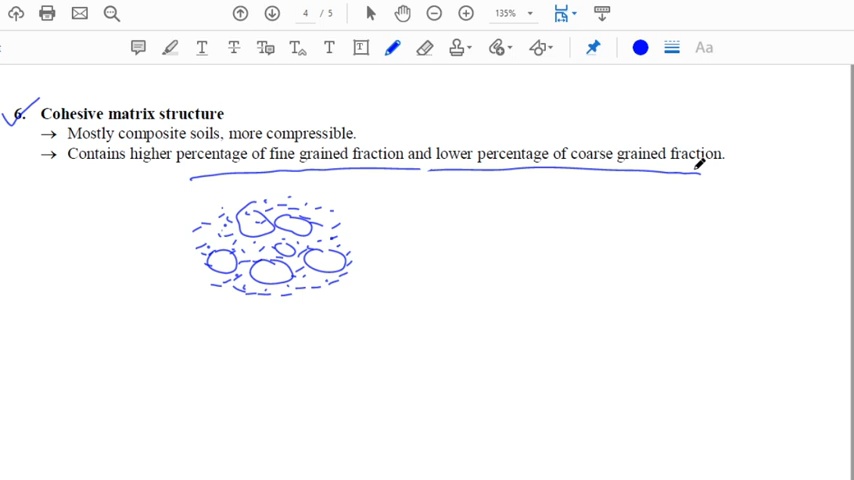 4 / 5
135%
T T T T T Aa
6. Cohesive matrix structure
→ Mostly composite soils, more compressible.
→ Contains higher percentage of fine grained fraction and lower percentage of coarse grained fraction.